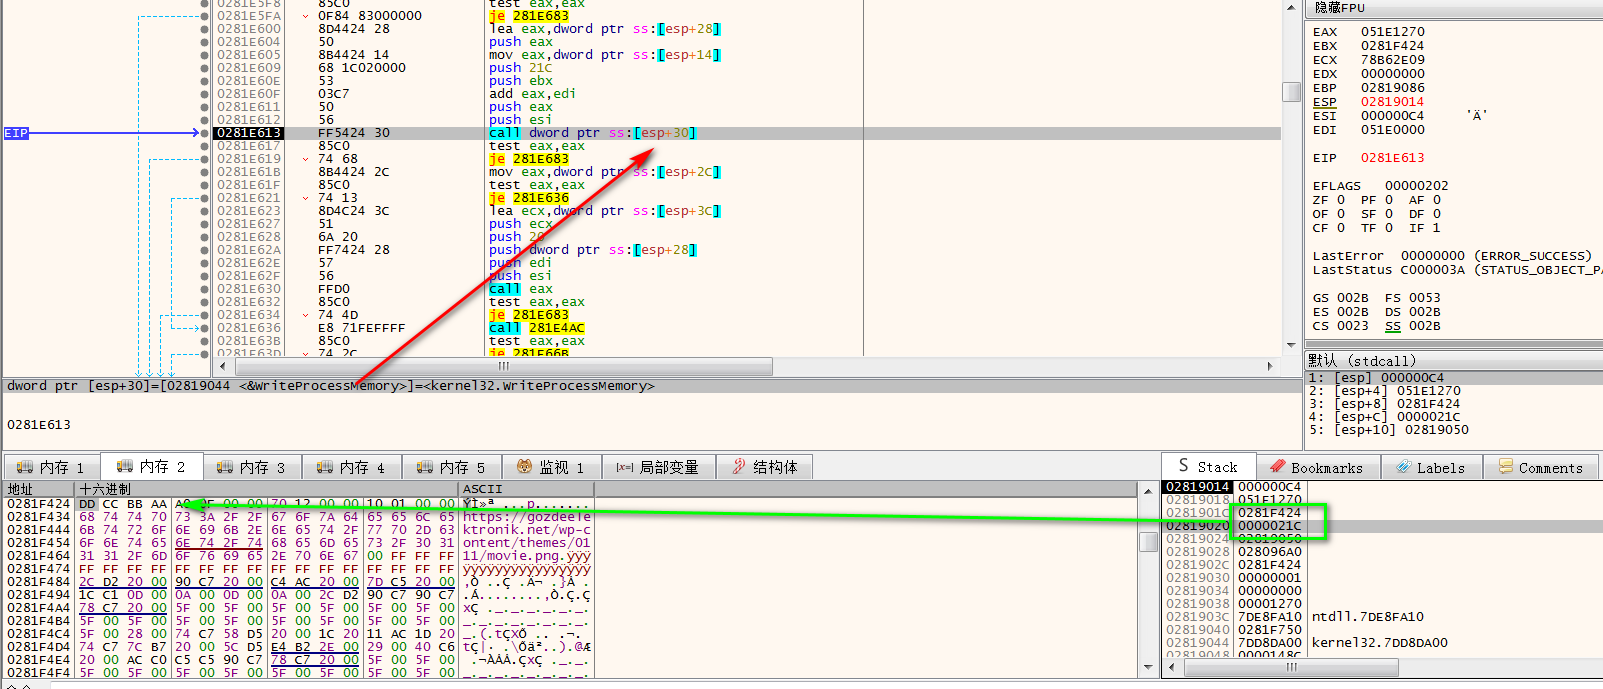 0281E5F8 85C0 test eax,eax
0281E5FA 0F84 83000000 je 281E683
0281E600 8D4424 28 lea eax,dword ptr ss:[esp+28]
0281E604 50 push eax
0281E605 8B4424 14 mov eax,dword ptr ss:[esp+14]
0281E609 68 1C020000 push 21C
0281E60E 53 push ebx
0281E60F 03C7 add eax,edi
0281E611 50 push eax
0281E612 56 push esi
EIP 0281E613 FF5424 30 call dword ptr ss:[esp+30]
0281E617 85C0 test eax,eax
0281E619 74 68 je 281E683
0281E61B 8B4424 2C mov eax,dword ptr ss:[esp+2C]
0281E61F 85C0 test eax,eax
0281E621 74 13 je 281E636
0281E623 8D4C24 3C lea ecx,dword ptr ss:[esp+3C]
0281E627 51 push ecx
0281E628 6A 20 push 20
0281E62A FF7424 28 push dword ptr ss:[esp+28]
0281E62E 57 push edi
0281E62F 56 push esi
0281E630 FFD0 call eax
0281E632 85C0 test eax,eax
0281E634 74 4D je 281E683
0281E636 E8 71FEFFFF call 281E4AC
0281E63B 85C0 test eax,eax
0281E63D 74 2C je 281E66B
dword ptr [esp+30]=[02819044 <&WriteProcessMemory>]=<kernel32.WriteProcessMemory>
0281E613
隐藏FPU
EAX 051E1270
EBX 0281F424
ECX 78B62E09
EDX 00000000
EBP 02819086
ESP 02819014
ESI 000000C4 'Ä'
EDI 051E0000
EIP 0281E613
EFLAGS 00000202
ZF 0 PF 0 AF 0
OF 0 SF 0 DF 0
CF 0 TF 0 IF 1
LastError 00000000 (ERROR_SUCCESS)
LastStatus C000003A (STATUS_OBJECT_PA
GS 002B FS 0053
ES 002B DS 002B
CS 0023 SS 002B
默认 (stdcall)
1: [esp] 000000C4
2: [esp+4] 051E1270
3: [esp+8] 0281F424
4: [esp+C] 0000021C
5: [esp+10] 02819050
内存 1 内存 2 内存 3 内存 4 内存 5 监视 1 [x=] 局部变量 结构体
地址 十六进制 ASCII
0281F424 DD CC BB AA 00 00 70 12 00 00 10 01 00 00
0281F434 68 74 74 70 73 3A 2F 2F 67 6F 7A 64 65 65 6C 65 https://gozdeele
0281F444 6B 74 72 6F 6E 69 6B 2E 6E 65 74 2F 77 70 2D 63 ktronik.net/wp-c
0281F454 6F 6E 74 65 6E 74 2F 74 68 65 6D 65 73 2F 30 31 ontent/themes/01
0281F464 31 31 2F 6D 6F 76 69 65 2E 70 6E 67 00 FF FF FF 11/movie.png.ÿÿÿ
0281F474 FF FF FF FF FF FF FF FF FF FF FF FF FF FF FF FF ÿÿÿÿÿÿÿÿÿÿÿÿÿÿÿÿ
0281F484 2C D2 20 00 90 C7 20 00 C4 AC 20 00 7D C5 20 00 ,Ò ..Ç .Ä¬ .}Å .
0281F494 1C C1 0D 00 0A 00 0D 00 0A 00 2C D2 90 C7 90 C7 .Á........,Ò.Ç.Ç
0281F4A4 78 C7 20 00 5F 00 5F 00 5F 00 5F 00 5F 00 5F 00 xÇ ._._._._._._.
0281F4B4 5F 00 5F 00 5F 00 5F 00 5F 00 5F 00 5F 00 5F 00 _._._._._._._._.
0281F4C4 5F 00 28 00 74 C7 58 D5 20 00 1C 20 11 AC 1D 20 _.(.tÇXÕ .. .¬.
0281F4D4 74 C7 7C B7 20 00 5C D5 E4 B2 2E 00 29 00 40 C6 tÇ|· .\Õä²..).@Æ
0281F4E4 20 00 AC C0 C5 C5 90 C7 78 C7 20 00 5F 00 5F 00 .¬ÀÅÅ.ÇxÇ ._._.
0281F4F4 5F 00 5F 00 5F 00 5F 00 5F 00 5F 00 5F 00 5F 00 _._._._._._._._.
Stack Bookmarks Labels Comments
02819014 000000C4
02819018 051E1270
0281901C 0281F424
02819020 0000021C
02819024 02819050
02819028 028096A0
0281902C 0281F424
02819030 00000001
02819034 00000000
02819038 00001270
0281903C 7DE8FA10 ntdll.7DE8FA10
02819040 0281F750
02819044 7DD8DA00 kernel32.7DD8DA00
02819048 0000148C